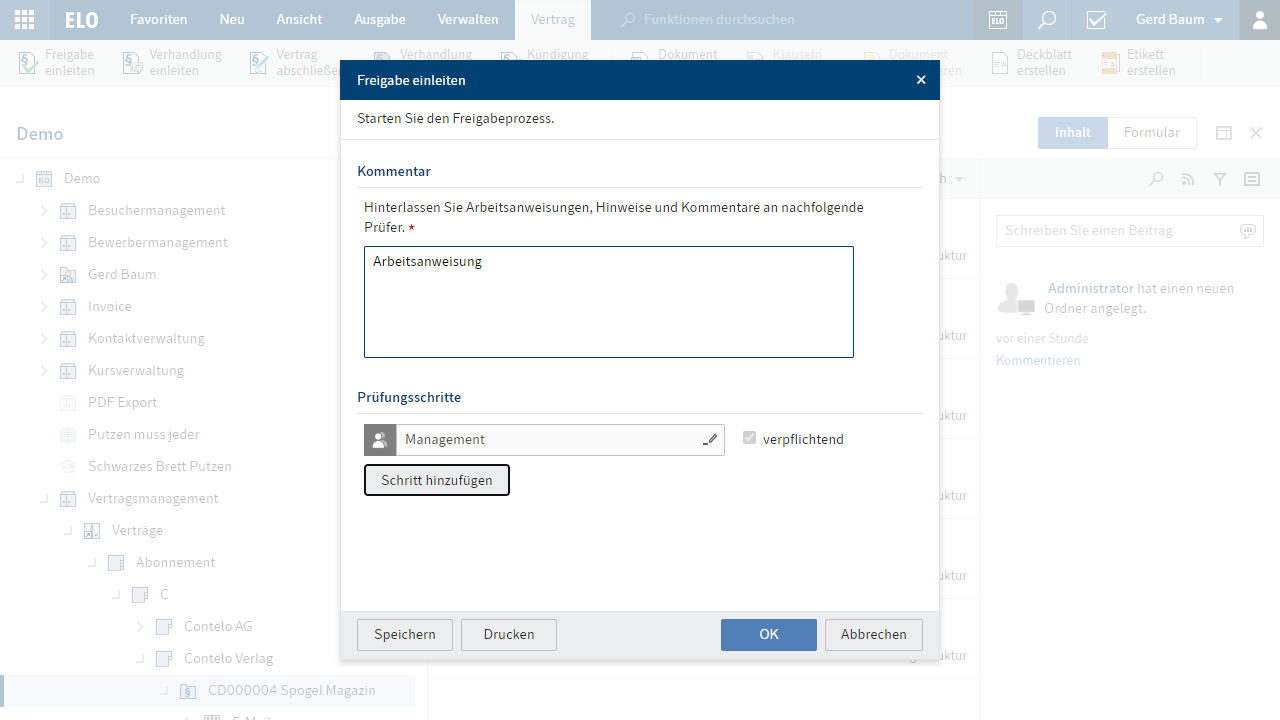 ELO Favoriten Neu Ansicht Ausgabe Verwalten Vertrag Funktionen durchsuchen ELO Gerd Baum
Freigabe einleiten
Verhandlung einleiten
Vertrag abschließen
Verhandlung
Kündigung
Dokument
Klauseln
Dokument
Deckblatt erstellen
Etikett erstellen
Freigabe einleiten
Starten Sie den Freigabeprozess.
Kommentar
Hinterlassen Sie Arbeitsanweisungen, Hinweise und Kommentare an nachfolgende
Prüfer. *
Arbeitsanweisung
Prüfungsschritte
Management verpflichtend
Schritt hinzufügen
Speichern Drucken OK Abbrechen
Demo
Demo
Besuchermanagement
Bewerbermanagement
Gerd Baum
Invoice
Kontaktverwaltung
Kursverwaltung
PDF Export
Putzen muss jeder
Schwarzes Brett Putzen
Vertragsmanagement
Verträge
Abonnement
C
Contelo AG
Contelo Verlag
CD000004 Spogel Magazin
Inhalt Formular
Schreiben Sie einen Beitrag
Administrator hat einen neuen
Ordner angelegt.
vor einer Stunde
Kommentieren